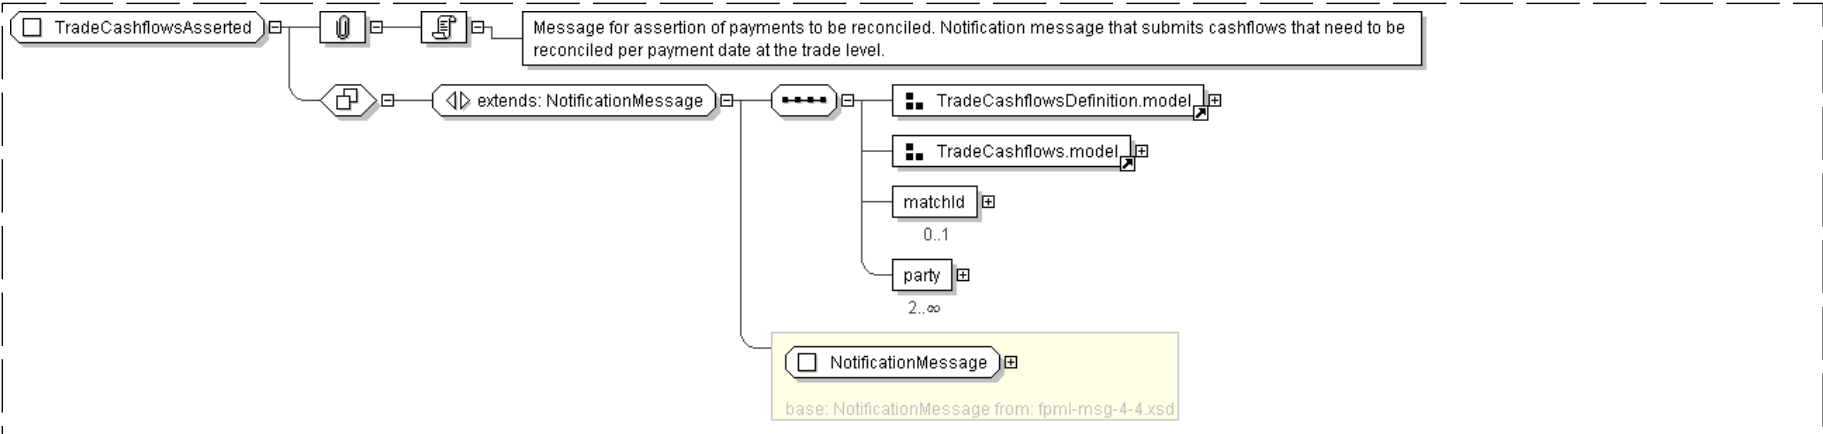 TradeCashflowsAsserted
Message for assertion of payments to be reconciled. Notification message that submits cashflows that need to be
reconciled per payment date at the trade level.
extends: NotificationMessage
TradeCashflowsDefinition.model
TradeCashflows.model
matchId
0..1
party
2..∞
NotificationMessage
base: NotificationMessage from: fpml-msg-4-4.xsd